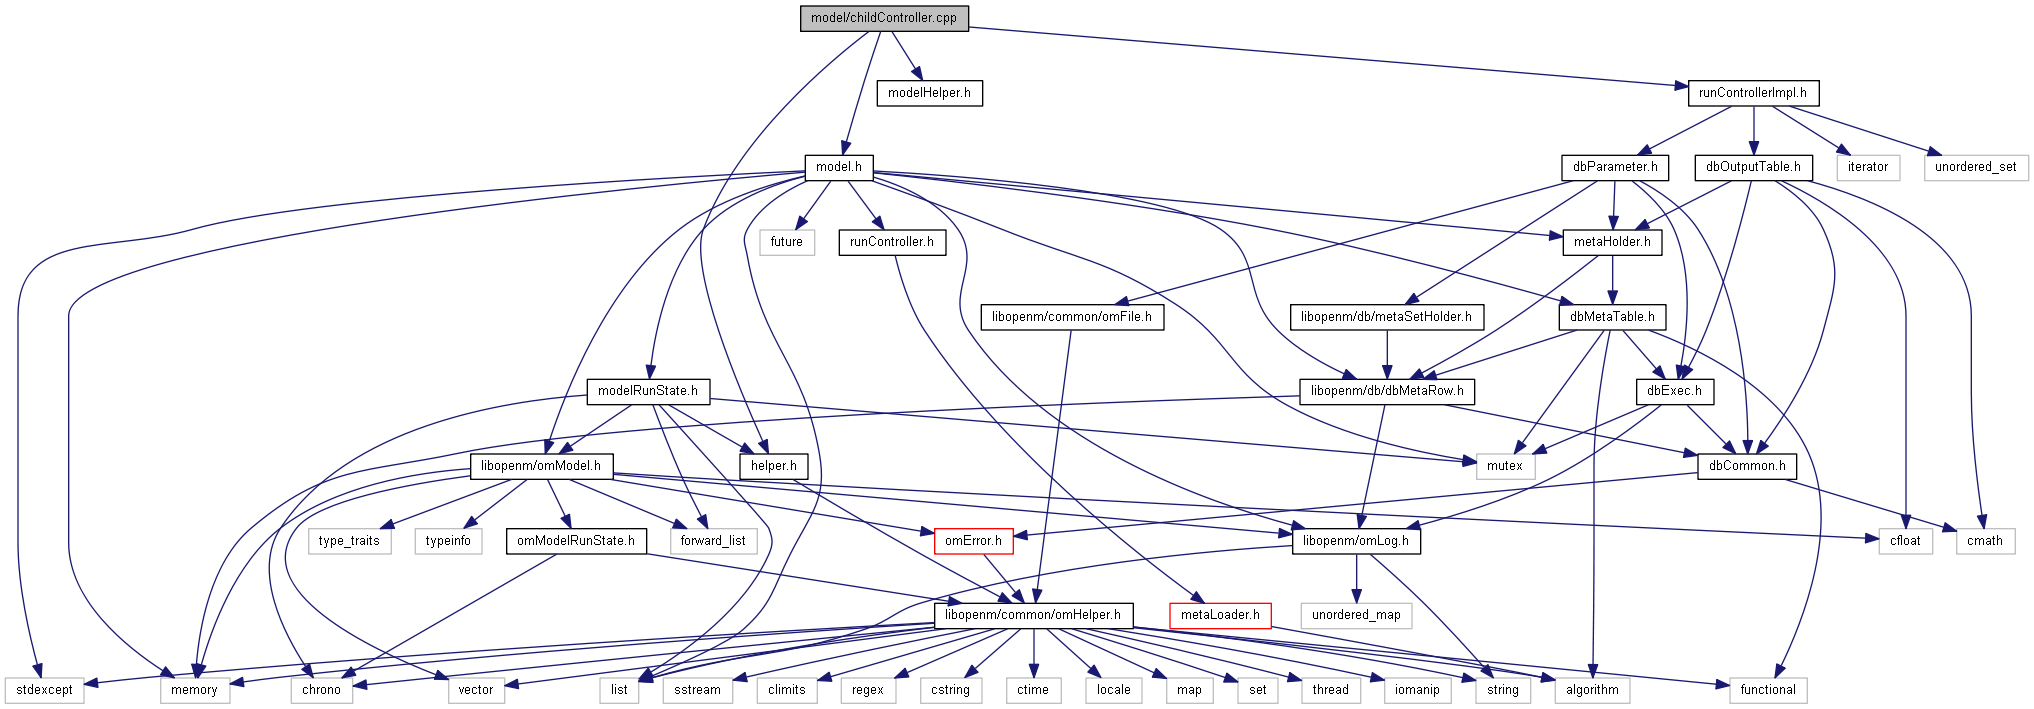 model/childController.cpp
modelHelper.h
runControllerImpl.h
model.h
dbParameter.h
dbOutputTable.h
iterator
unordered_set
future
runController.h
metaHolder.h
libopenm/common/omFile.h
libopenm/db/metaSetHolder.h
dbMetaTable.h
modelRunState.h
libopenm/db/dbMetaRow.h
dbExec.h
libopenm/omModel.h
helper.h
mutex
dbCommon.h
type_traits
typeinfo
omModelRunState.h
forward_list
omError.h
libopenm/omLog.h
cfloat
cmath
libopenm/common/omHelper.h
metaLoader.h
unordered_map
stdexcept
memory
chrono
vector
list
sstream
climits
regex
cstring
ctime
locale
map
set
thread
iomanip
string
algorithm
functional